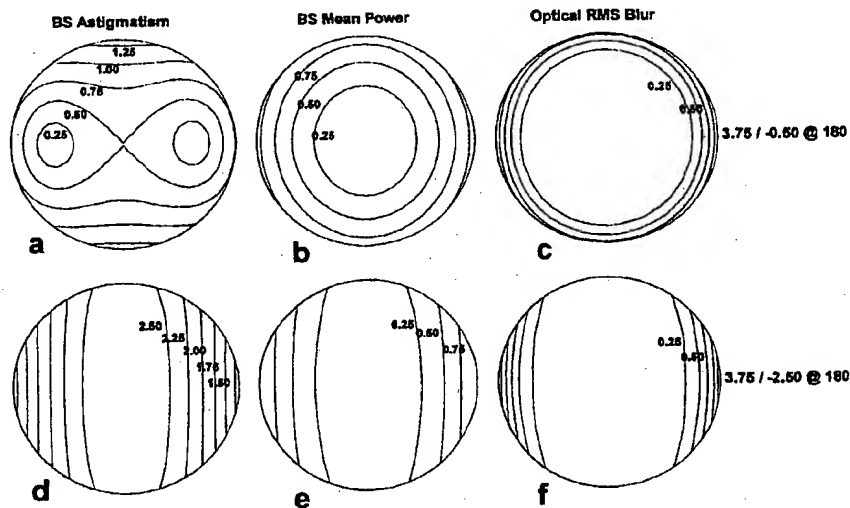 BS Astigmatism
BS Mean Power
Optical RMS Blur
1.25
1.00
0.75
0.50
0.25
0.75
0.50
0.25
0.25
0.50
3.75 / -0.50 @ 180
a
b
c
2.50
2.25
2.00
1.75
1.50
0.25
0.50
0.75
0.25
0.50
3.75 / -2.50 @ 180
d
e
f